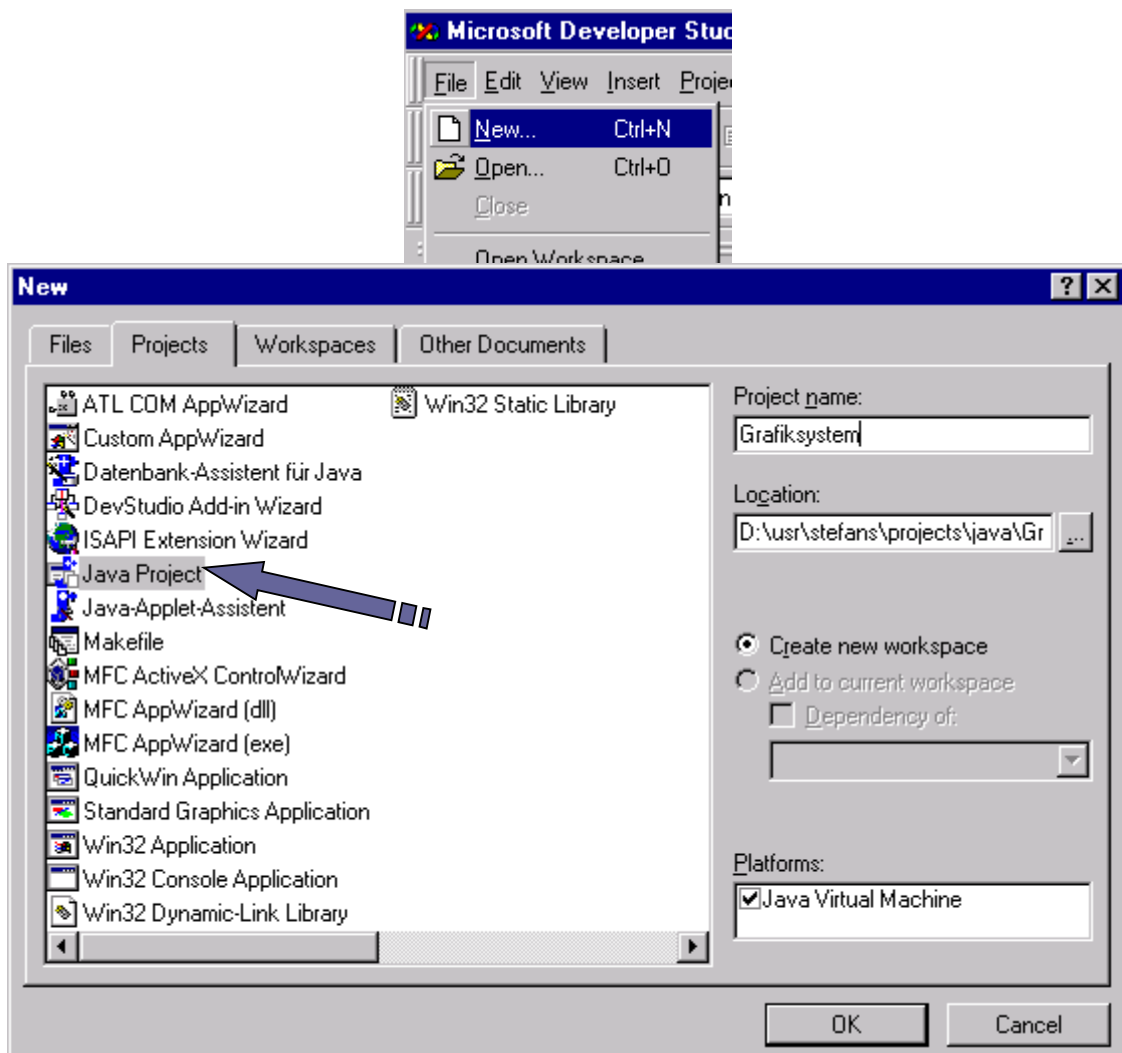 Microsoft Developer Stu
File Edit View Insert Proje
New... Ctrl+N
Open... Ctrl+O
Close
Open Workspace
New
Files Projects Workspaces Other Documents
ATL COM AppWizard
Custom AppWizard
Datenbank-Assistent für Java
DevStudio Add-in Wizard
ISAPI Extension Wizard
Java Project
Java-Applet-Assistent
Makefile
MFC ActiveX ControlWizard
MFC AppWizard (dll)
MFC AppWizard (exe)
QuickWin Application
Standard Graphics Application
Win32 Application
Win32 Console Application
Win32 Dynamic-Link Library
Win32 Static Library
Project name:
Grafiksystem
Location:
D:\usr\stefans\projects\java\Gr ...
Create new workspace
Add to current workspace
Dependency of:
Platforms:
Java Virtual Machine
OK Cancel